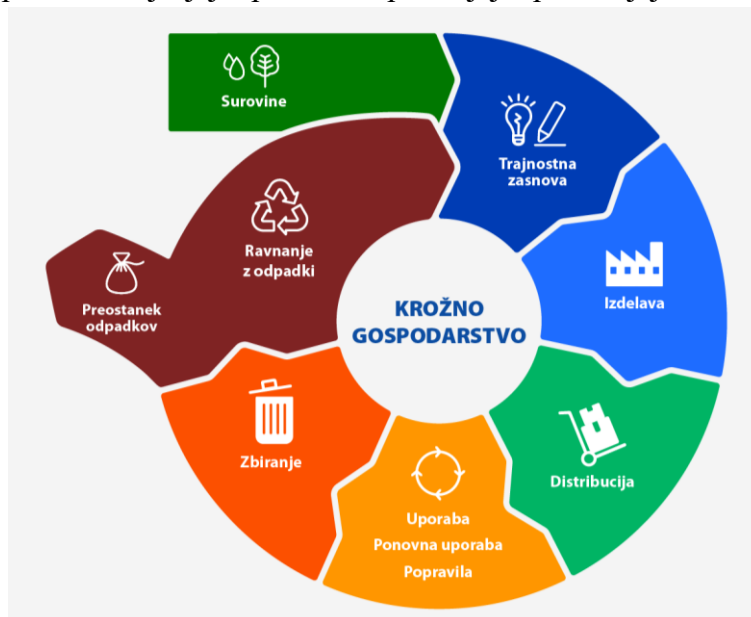 Surovine
Trajnostna
zasnova
Izdelava
Distribucija
Uporaba
Ponovna uporaba
Popravila
Zbiranje
Ravnanje
z odpadki
Preostanek
odpadkov
KROŽNO
GOSPODARSTVO